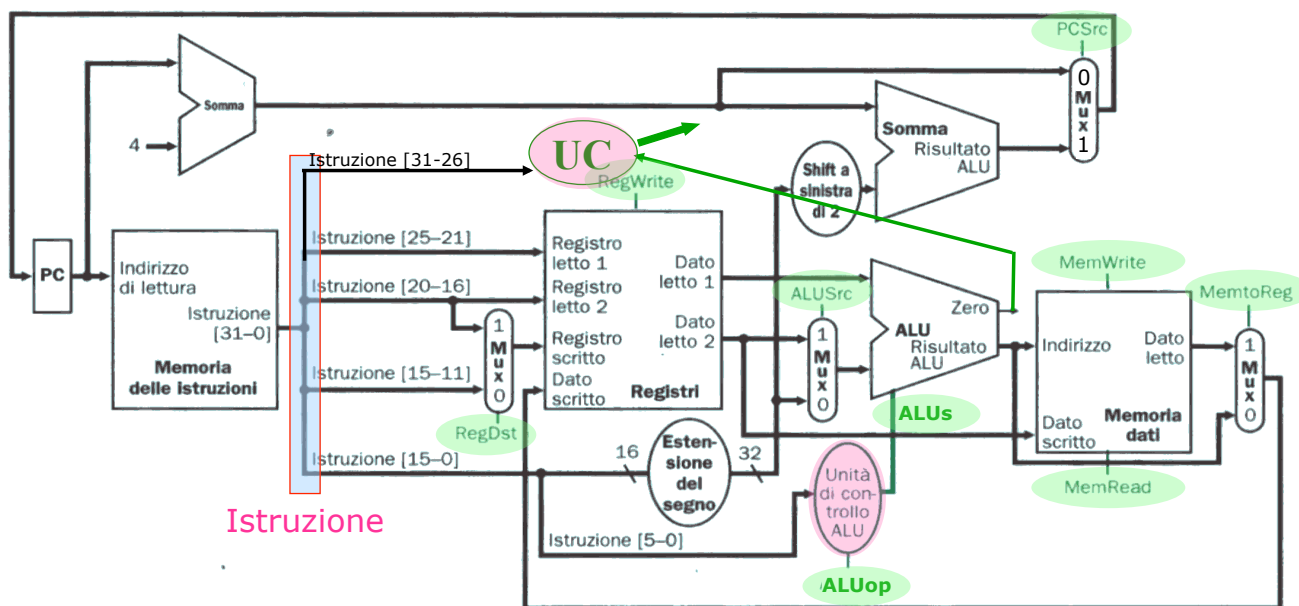 PCSrc
0
Mux
1
Somma
4
Somma
Risultato
ALU
Istruzione [31-26]
UC
RegWrite
Shift a
sinistra
di 2
PC
Indirizzo
di lettura
Istruzione
[31–0]
Memoria
delle istruzioni
Istruzione [25–21]
Istruzione [20–16]
Istruzione [15–11]
Istruzione [15–0]
Istruzione [5–0]
Istruzione
1
Mux
0
RegDst
Registro
letto 1
Registro
letto 2
Registro
scritto
Dato
scritto
Dato
letto 1
Dato
letto 2
Registri
16
Esten-
sione
del
segno
32
ALUSrc
1
Mux
0
Zero
ALU
Risultato
ALU
ALUs
Unità
di con-
trollo
ALU
ALUop
MemWrite
Indirizzo
Dato
letto
Dato
scritto
Memoria
dati
MemRead
MemtoReg
1
Mux
0